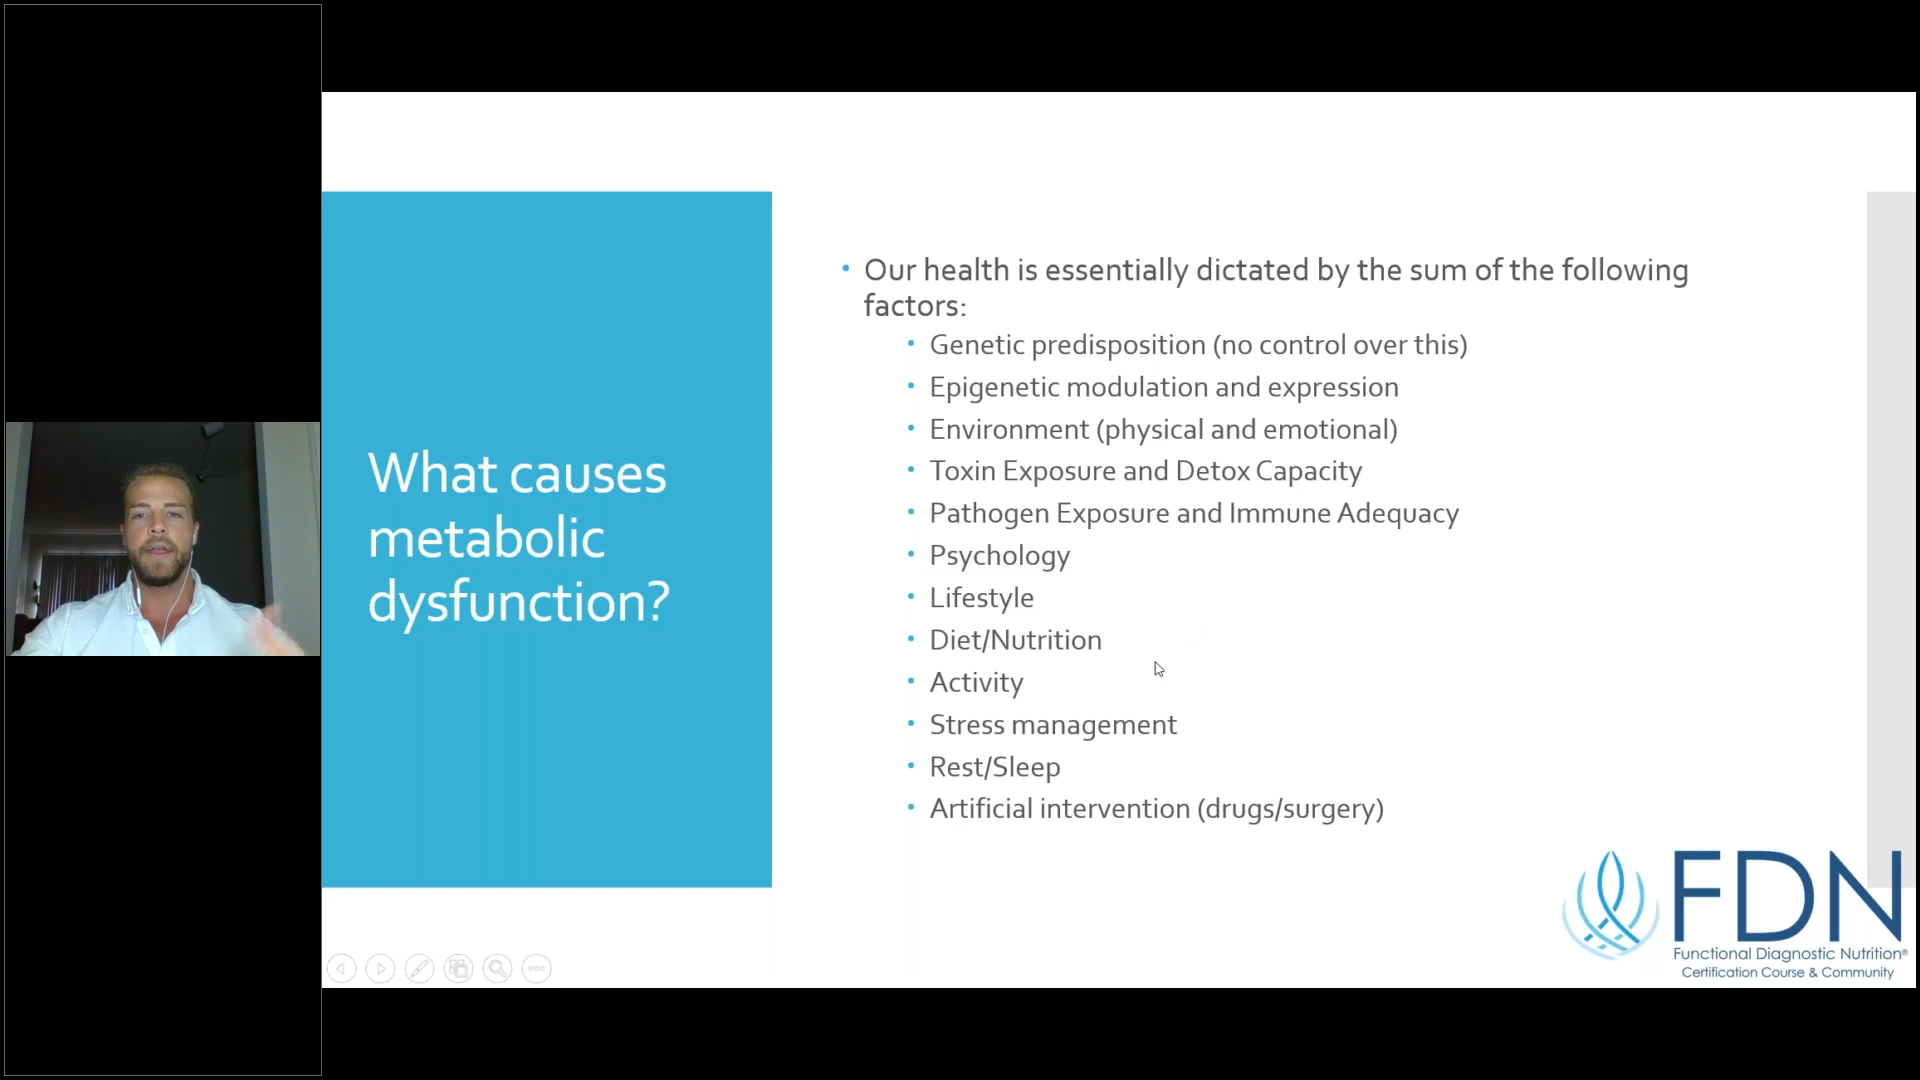 What causes
metabolic
dysfunction?
• Our health is essentially dictated by the sum of the following
factors:
• Genetic predisposition (no control over this)
• Epigenetic modulation and expression
• Environment (physical and emotional)
• Toxin Exposure and Detox Capacity
• Pathogen Exposure and Immune Adequacy
• Psychology
• Lifestyle
• Diet/Nutrition
• Activity
• Stress management
• Rest/Sleep
• Artificial intervention (drugs/surgery)
FDN
Functional Diagnostic Nutrition®
Certification Course & Community